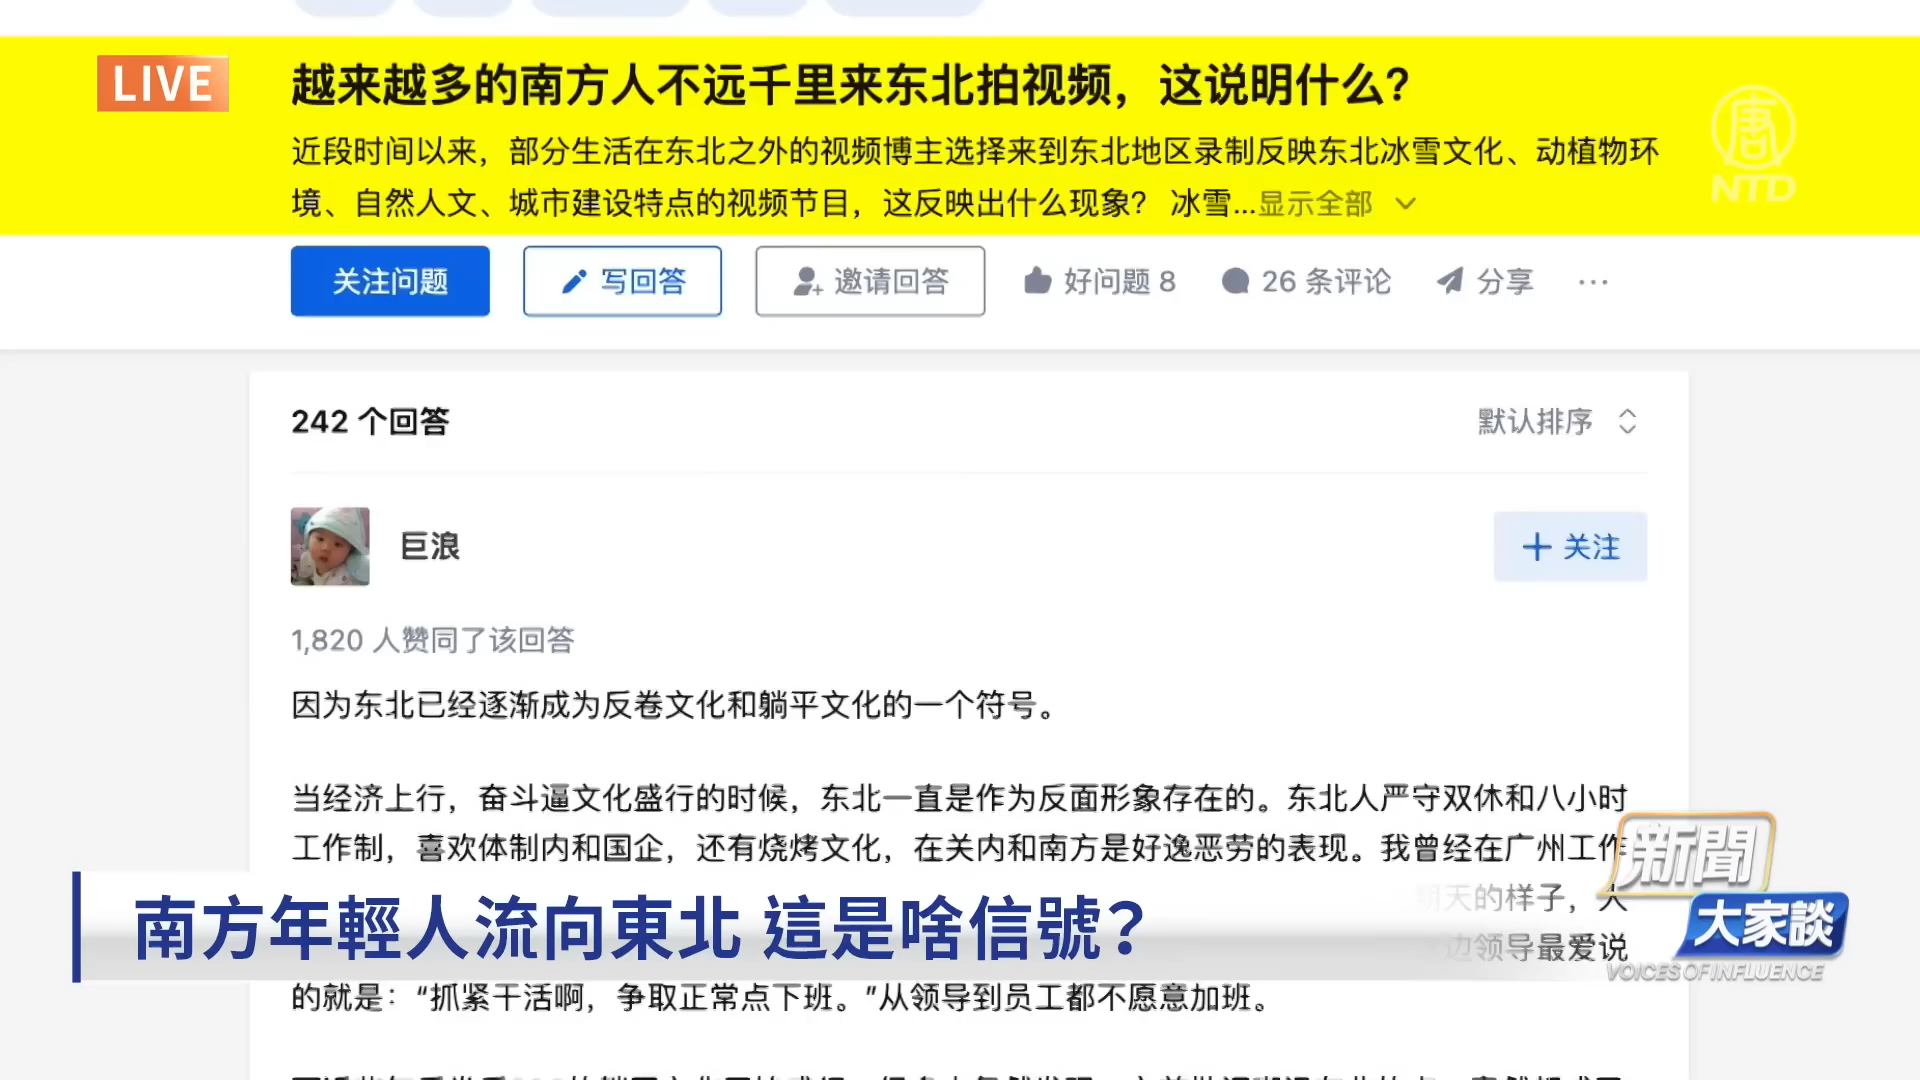 LIVE
越来越多的南方人不远千里来东北拍视频，这说明什么？
近段时间以来，部分生活在东北之外的视频博主选择来到东北地区录制反映东北冰雪文化、动植物环
境、自然人文、城市建设特点的视频节目，这反映出什么现象？ 冰雪...显示全部
唐
NTD
关注问题
写回答
邀请回答
好问题 8
26 条评论
分享
242 个回答
默认排序
巨浪
+ 关注
1,820 人赞同了该回答
因为东北已经逐渐成为反卷文化和躺平文化的一个符号。
当经济上行，奋斗逼文化盛行的时候，东北一直是作为反面形象存在的。东北人严守双休和八小时
工作制，喜欢体制内和国企，还有烧烤文化，在关内和南方是好逸恶劳的表现。我曾经在广州工作
明天的样子，人
边领导最爱说
的就是：“抓紧干活啊，争取正常点下班。”从领导到员工都不愿意加班。
南方年輕人流向東北 這是啥信號？
新聞
大家談
VOICES OF INFLUENCE